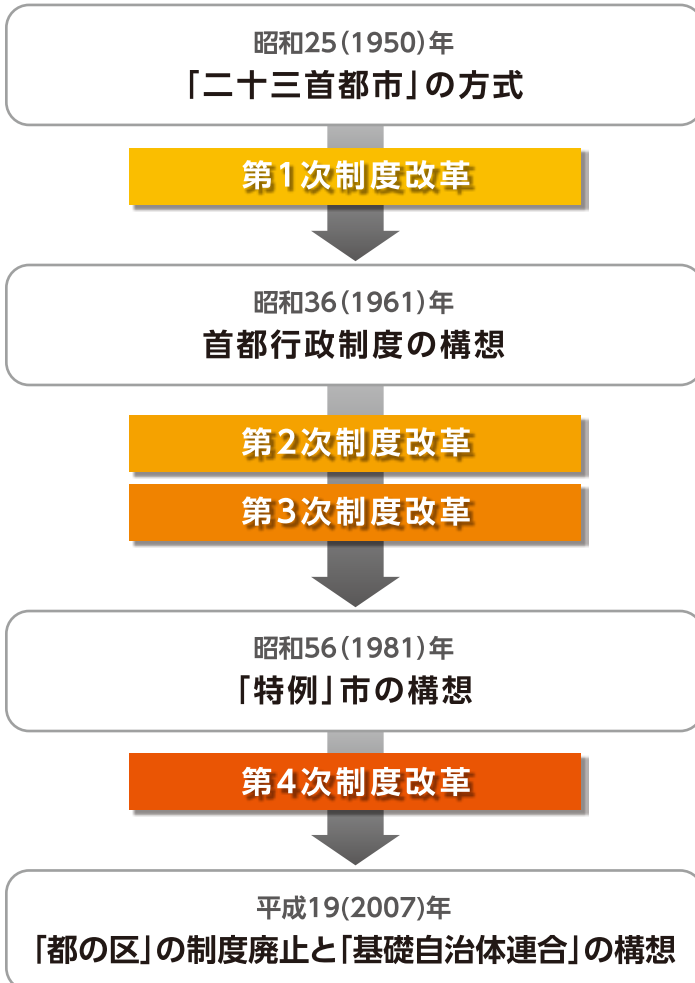 昭和25(1950)年
「二十三首都市」の方式
第1次制度改革
昭和36(1961)年
首都行政制度の構想
第2次制度改革
第3次制度改革
昭和56(1981)年
「特例」市の構想
第4次制度改革
平成19(2007)年
「都の区」の制度廃止と「基礎自治体連合」の構想